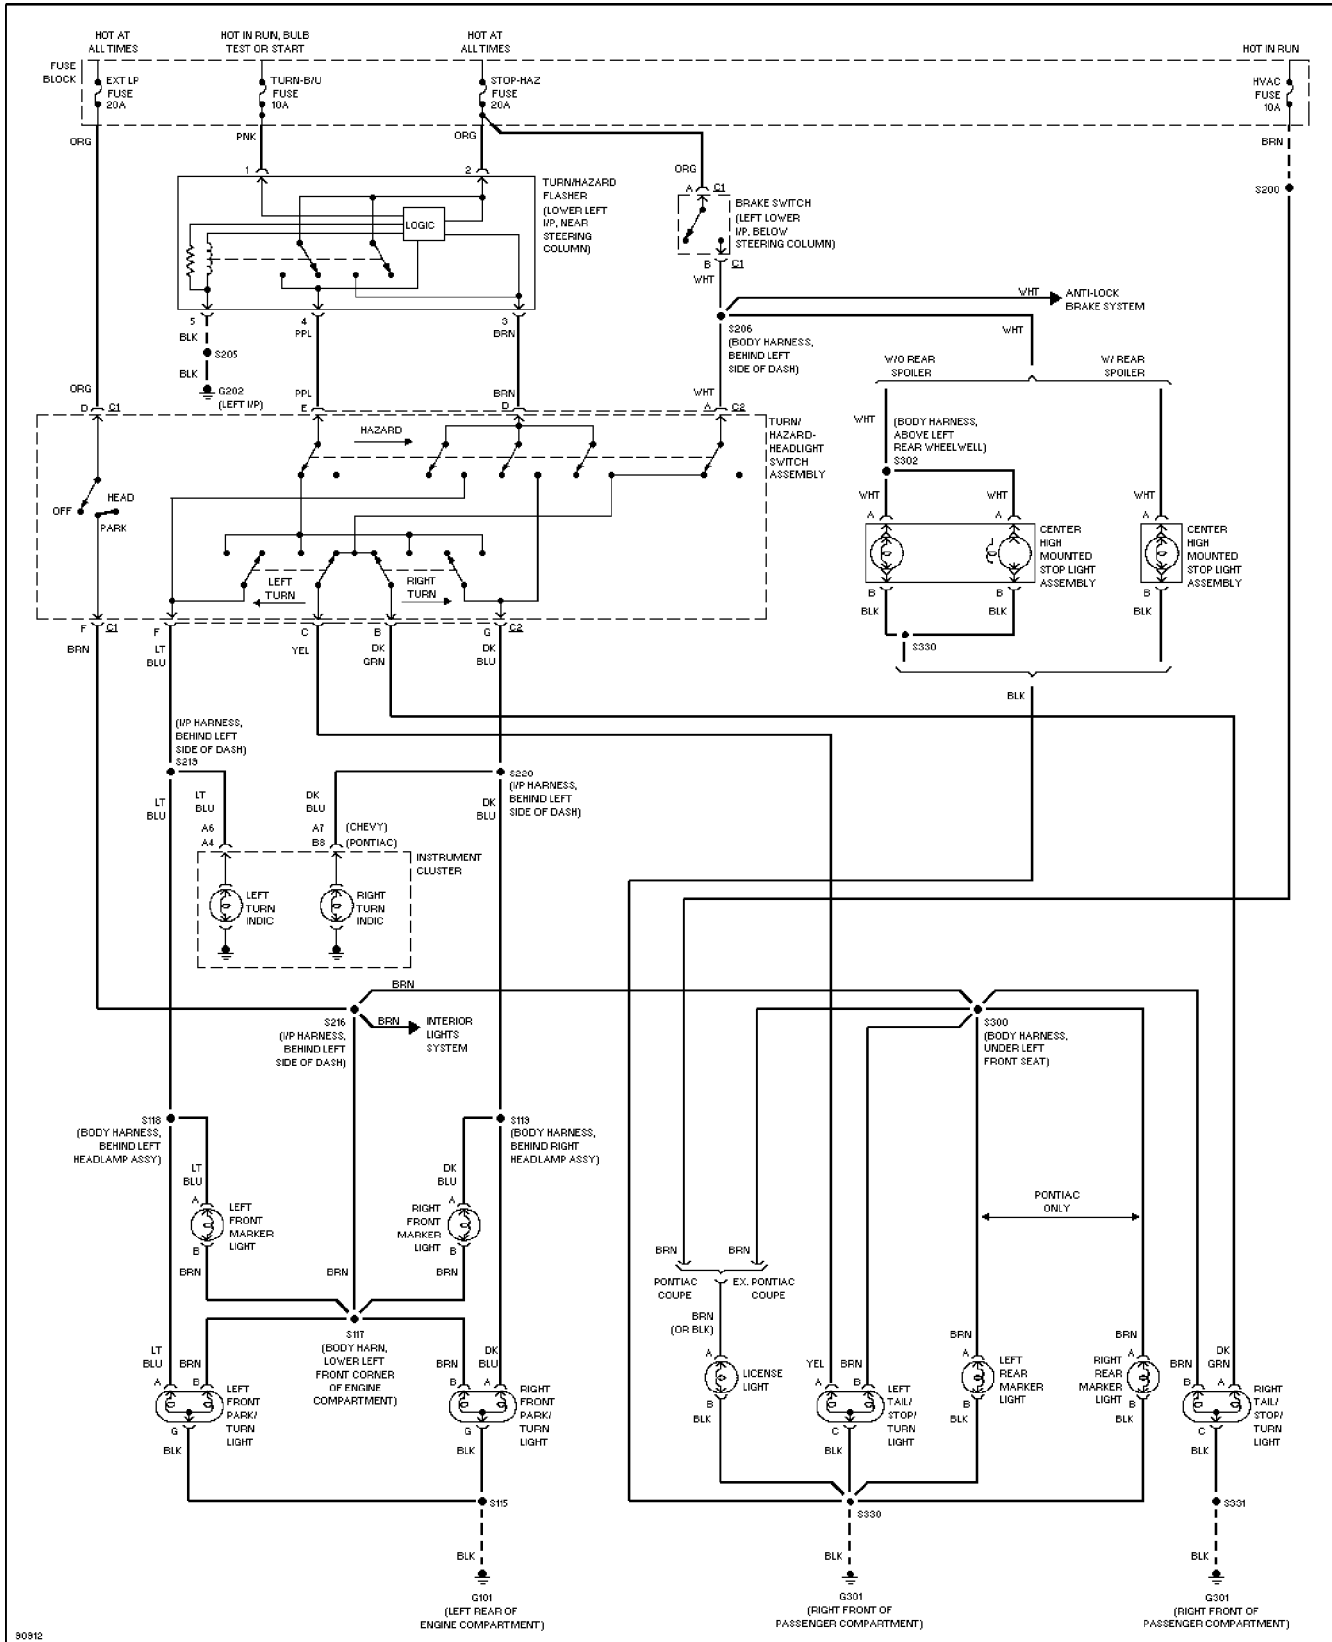 HOT AT
ALL TIMES
HOT IN RUN, BULB
TEST OR START
HOT AT
ALL TIMES
HOT IN RUN
FUSE
BLOCK
EXT LP
FUSE
20A
TURN-B/U
FUSE
10A
STOP-HAZ
FUSE
20A
HVAC
FUSE
10A
ORG
PNK
ORG
BRN
1
2
ORG
S200
TURN/HAZARD
FLASHER
(LOWER LEFT
I/P, NEAR
STEERING
COLUMN)
LOGIC
A
C1
BRAKE SWITCH
(LEFT LOWER
I/P, BELOW
STEERING COLUMN)
B
C1
WHT
WHT
ANTI-LOCK
BRAKE SYSTEM
5
4
3
BLK
PPL
BRN
S206
(BODY HARNESS,
BEHIND LEFT
SIDE OF DASH)
WHT
S205
BLK
G202
(LEFT I/P)
W/O REAR
SPOILER
W/ REAR
SPOILER
ORG
PPL
BRN
WHT
D
C1
E
D
A
C2
HAZARD
TURN/
HAZARD-
HEADLIGHT
SWITCH
ASSEMBLY
WHT
(BODY HARNESS,
ABOVE LEFT
REAR WHEELWELL)
S302
OFF
HEAD
PARK
WHT
WHT
WHT
A
A
A
CENTER
HIGH
MOUNTED
STOP LIGHT
ASSEMBLY
CENTER
HIGH
MOUNTED
STOP LIGHT
ASSEMBLY
LEFT
TURN
RIGHT
TURN
B
B
B
BLK
BLK
BLK
F
C1
F
C
B
G
C2
BRN
LT
BLU
YEL
DK
GRN
DK
BLU
S330
BLK
(I/P HARNESS,
BEHIND LEFT
SIDE OF DASH)
S219
S220
(I/P HARNESS,
BEHIND LEFT
SIDE OF DASH)
LT
BLU
LT
BLU
DK
BLU
DK
BLU
A6
A7
(CHEVY)
A4
B8
(PONTIAC)
INSTRUMENT
CLUSTER
LEFT
TURN
INDIC
RIGHT
TURN
INDIC
BRN
S216
(I/P HARNESS,
BEHIND LEFT
SIDE OF DASH)
BRN
INTERIOR
LIGHTS
SYSTEM
S300
(BODY HARNESS,
UNDER LEFT
FRONT SEAT)
S118
(BODY HARNESS,
BEHIND LEFT
HEADLAMP ASSY)
S119
(BODY HARNESS,
BEHIND RIGHT
HEADLAMP ASSY)
LT
BLU
DK
BLU
A
LEFT
FRONT
MARKER
LIGHT
RIGHT
FRONT
MARKER
LIGHT
A
PONTIAC
ONLY
B
B
BRN
BRN
BRN
BRN
BRN
PONTIAC
COUPE
EX. PONTIAC
COUPE
S117
(BODY HARN,
LOWER LEFT
FRONT CORNER
OF ENGINE
COMPARTMENT)
BRN
(OR BLK)
LT
BLU
BRN
BRN
DK
BLU
A
B
B
A
LEFT
FRONT
PARK/
TURN
LIGHT
RIGHT
FRONT
PARK/
TURN
LIGHT
G
G
BLK
BLK
A
LICENSE
LIGHT
B
BLK
YEL
BRN
A
B
LEFT
TAIL/
STOP/
TURN
LIGHT
C
BLK
BRN
A
LEFT
REAR
MARKER
LIGHT
B
BLK
BRN
A
RIGHT
REAR
MARKER
LIGHT
B
BLK
BRN
DK
GRN
B
A
RIGHT
TAIL/
STOP/
TURN
LIGHT
C
BLK
S115
S330
S331
BLK
BLK
BLK
G101
(LEFT REAR OF
ENGINE COMPARTMENT)
G301
(RIGHT FRONT OF
PASSENGER COMPARTMENT)
G301
(RIGHT FRONT OF
PASSENGER COMPARTMENT)
90912